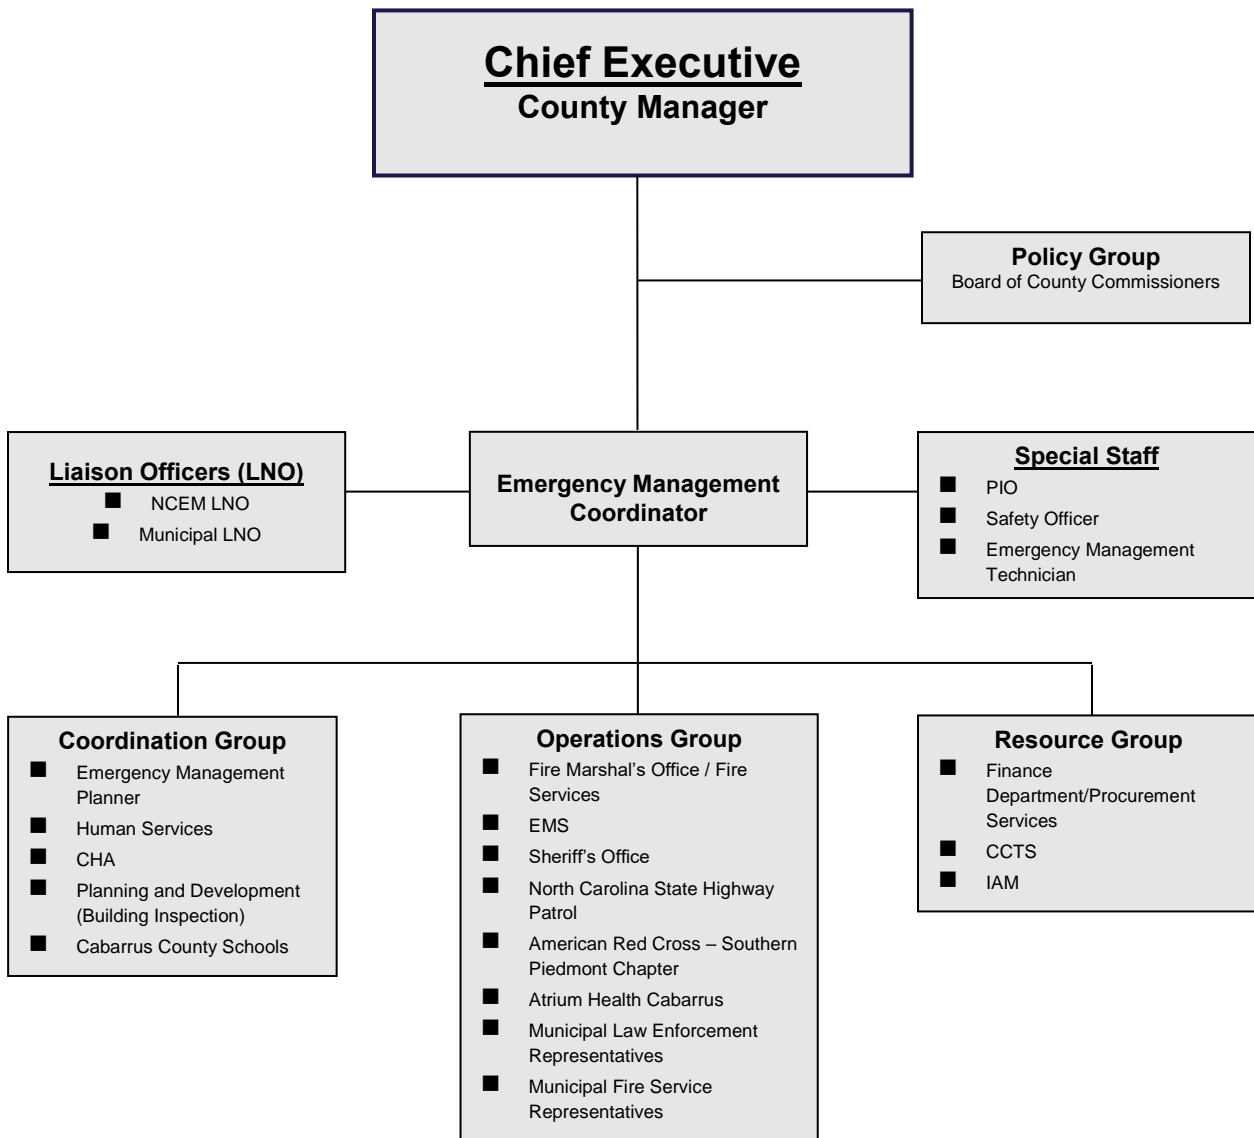 Chief Executive
County Manager
Policy Group
Board of County Commissioners
Liaison Officers (LNO)
NCEM LNO
Municipal LNO
Emergency Management
Coordinator
Special Staff
PIO
Safety Officer
Emergency Management
Technician
Coordination Group
Emergency Management
Planner
Human Services
CHA
Planning and Development
(Building Inspection)
Cabarrus County Schools
Operations Group
Fire Marshal’s Office / Fire
Services
EMS
Sheriff’s Office
North Carolina State Highway
Patrol
American Red Cross – Southern
Piedmont Chapter
Atrium Health Cabarrus
Municipal Law Enforcement
Representatives
Municipal Fire Service
Representatives
Resource Group
Finance
Department/Procurement
Services
CCTS
IAM